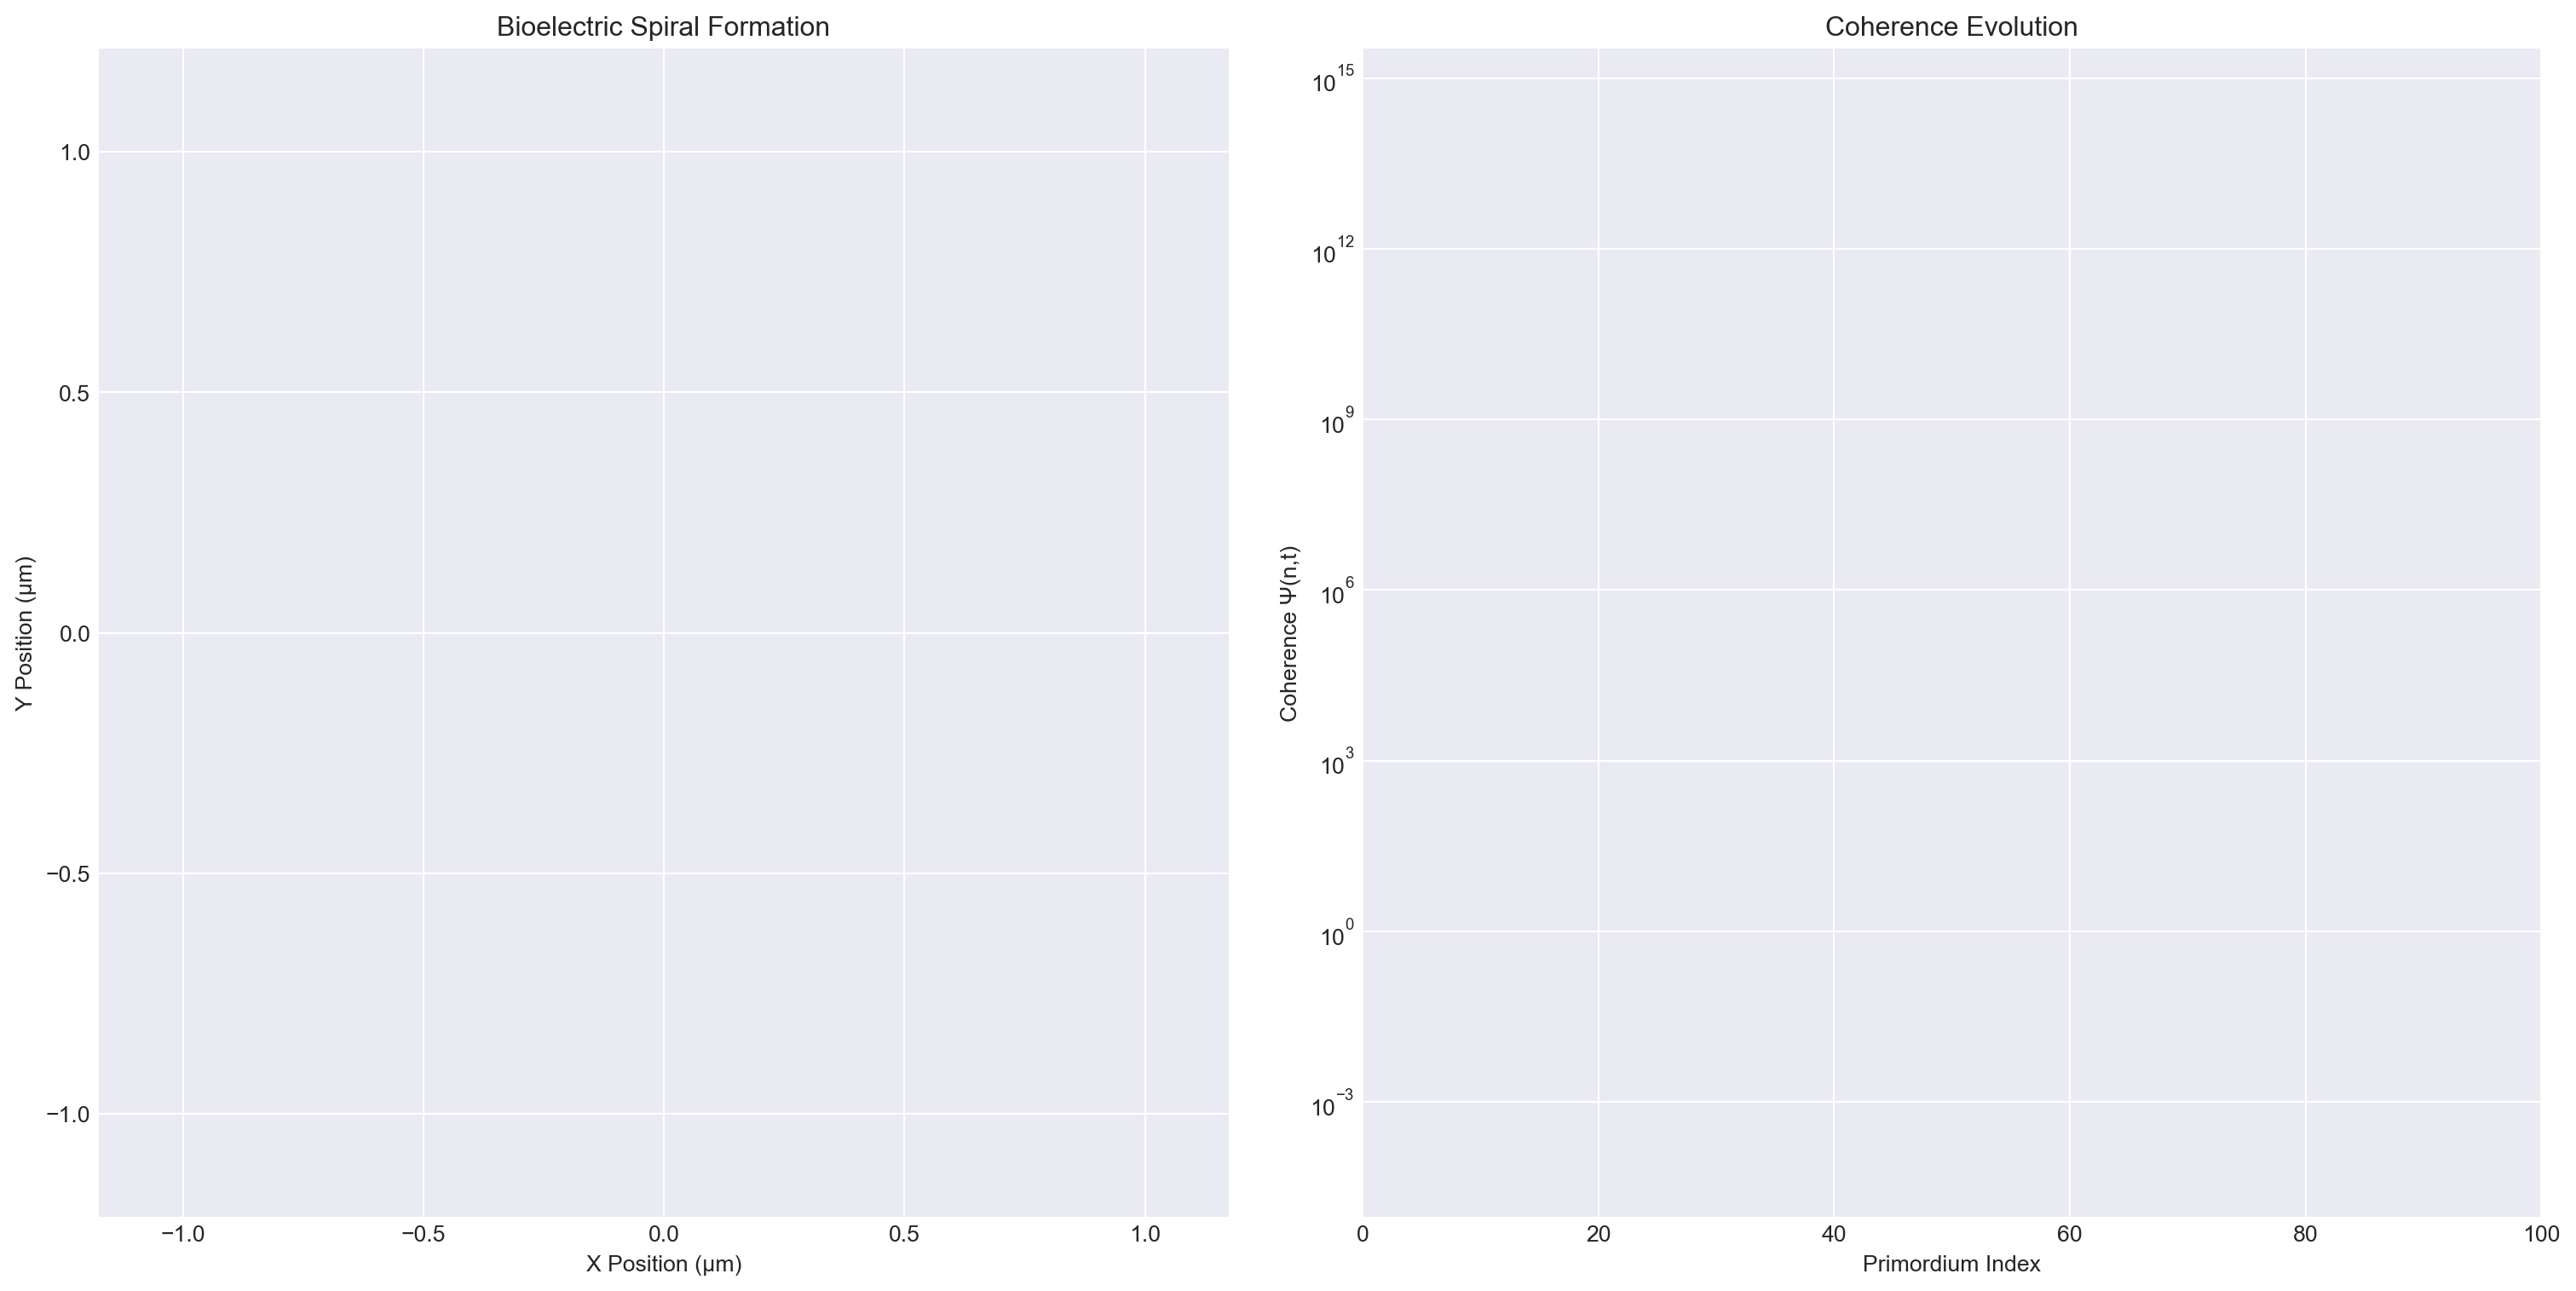 Bioelectric Spiral Formation
1.0
0.5
0.0
−0.5
−1.0
Y Position (μm)
−1.0 −0.5 0.0 0.5 1.0
X Position (μm)
Coherence Evolution
10^15
10^12
10^9
10^6
10^3
10^0
10^−3
Coherence Ψ(n,t)
0 20 40 60 80 100
Primordium Index